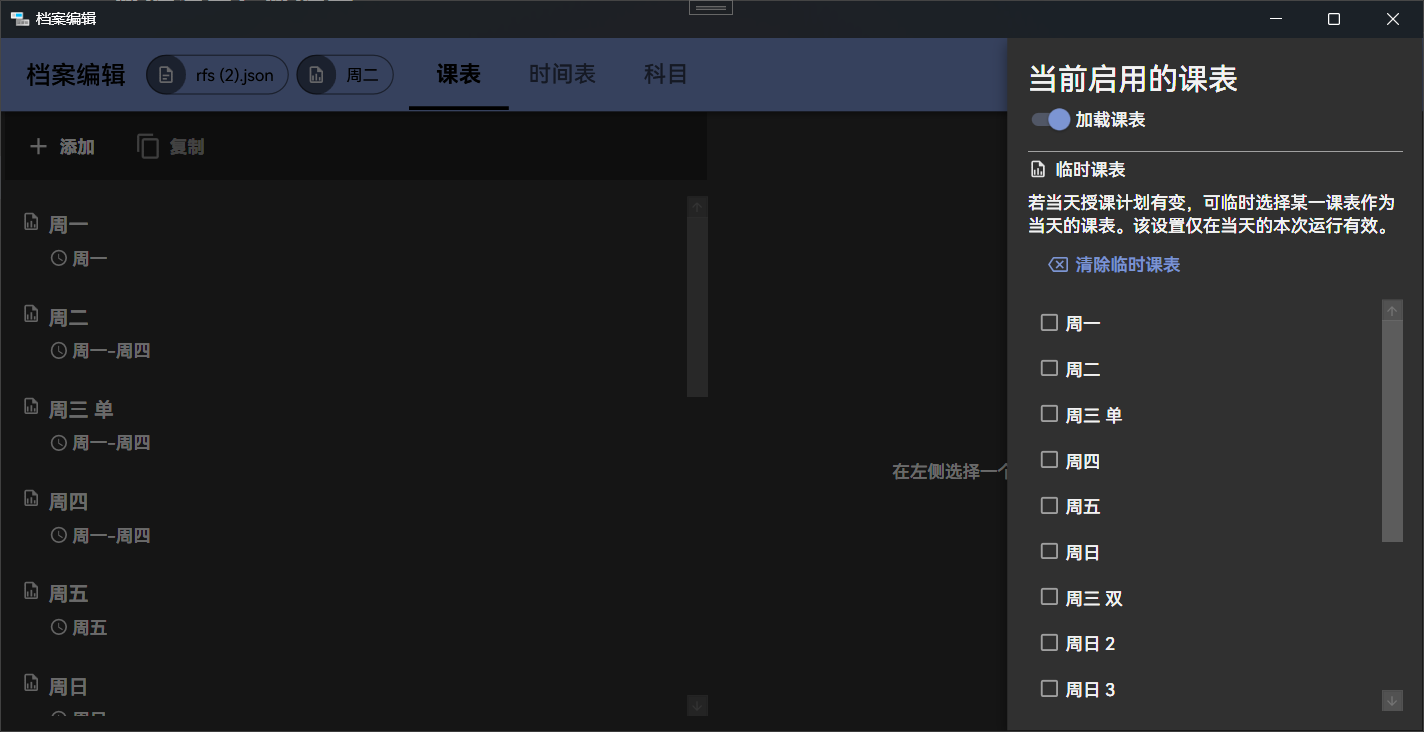 档案编辑
档案编辑
rfs (2).json
周二
课表
时间表
科目
添加
复制
周一
周一
周二
周一-周四
周三 单
周一-周四
周四
周一-周四
周五
周五
周日
在左侧选择一个
当前启用的课表
加载课表
临时课表
若当天授课计划有变，可临时选择某一课表作为
当天的课表。该设置仅在当天的本次运行有效。
清除临时课表
周一
周二
周三 单
周四
周五
周日
周三 双
周日 2
周日 3